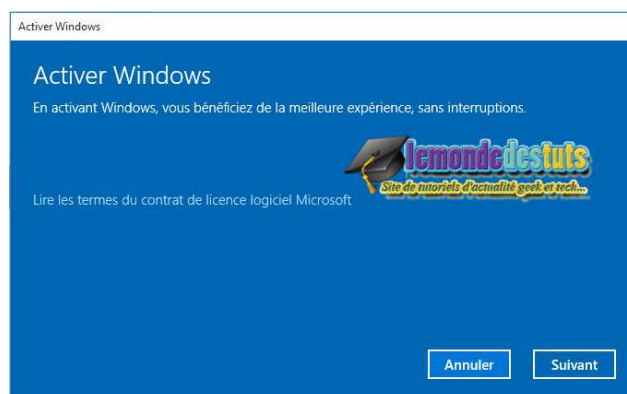 Activer Windows
Activer Windows
En activant Windows, vous bénéficiez de la meilleure expérience, sans interruptions.
lemondedestuts
Site de tutoriels d'actualité geek et tech...
Lire les termes du contrat de licence logiciel Microsoft
Annuler
Suivant